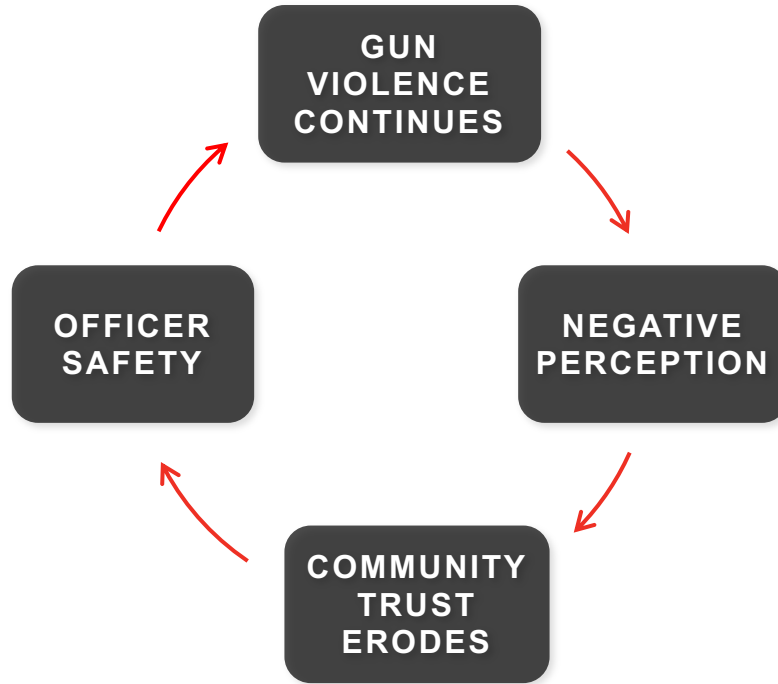 GUN
VIOLENCE
CONTINUES
OFFICER
SAFETY
NEGATIVE
PERCEPTION
COMMUNITY
TRUST
ERODES